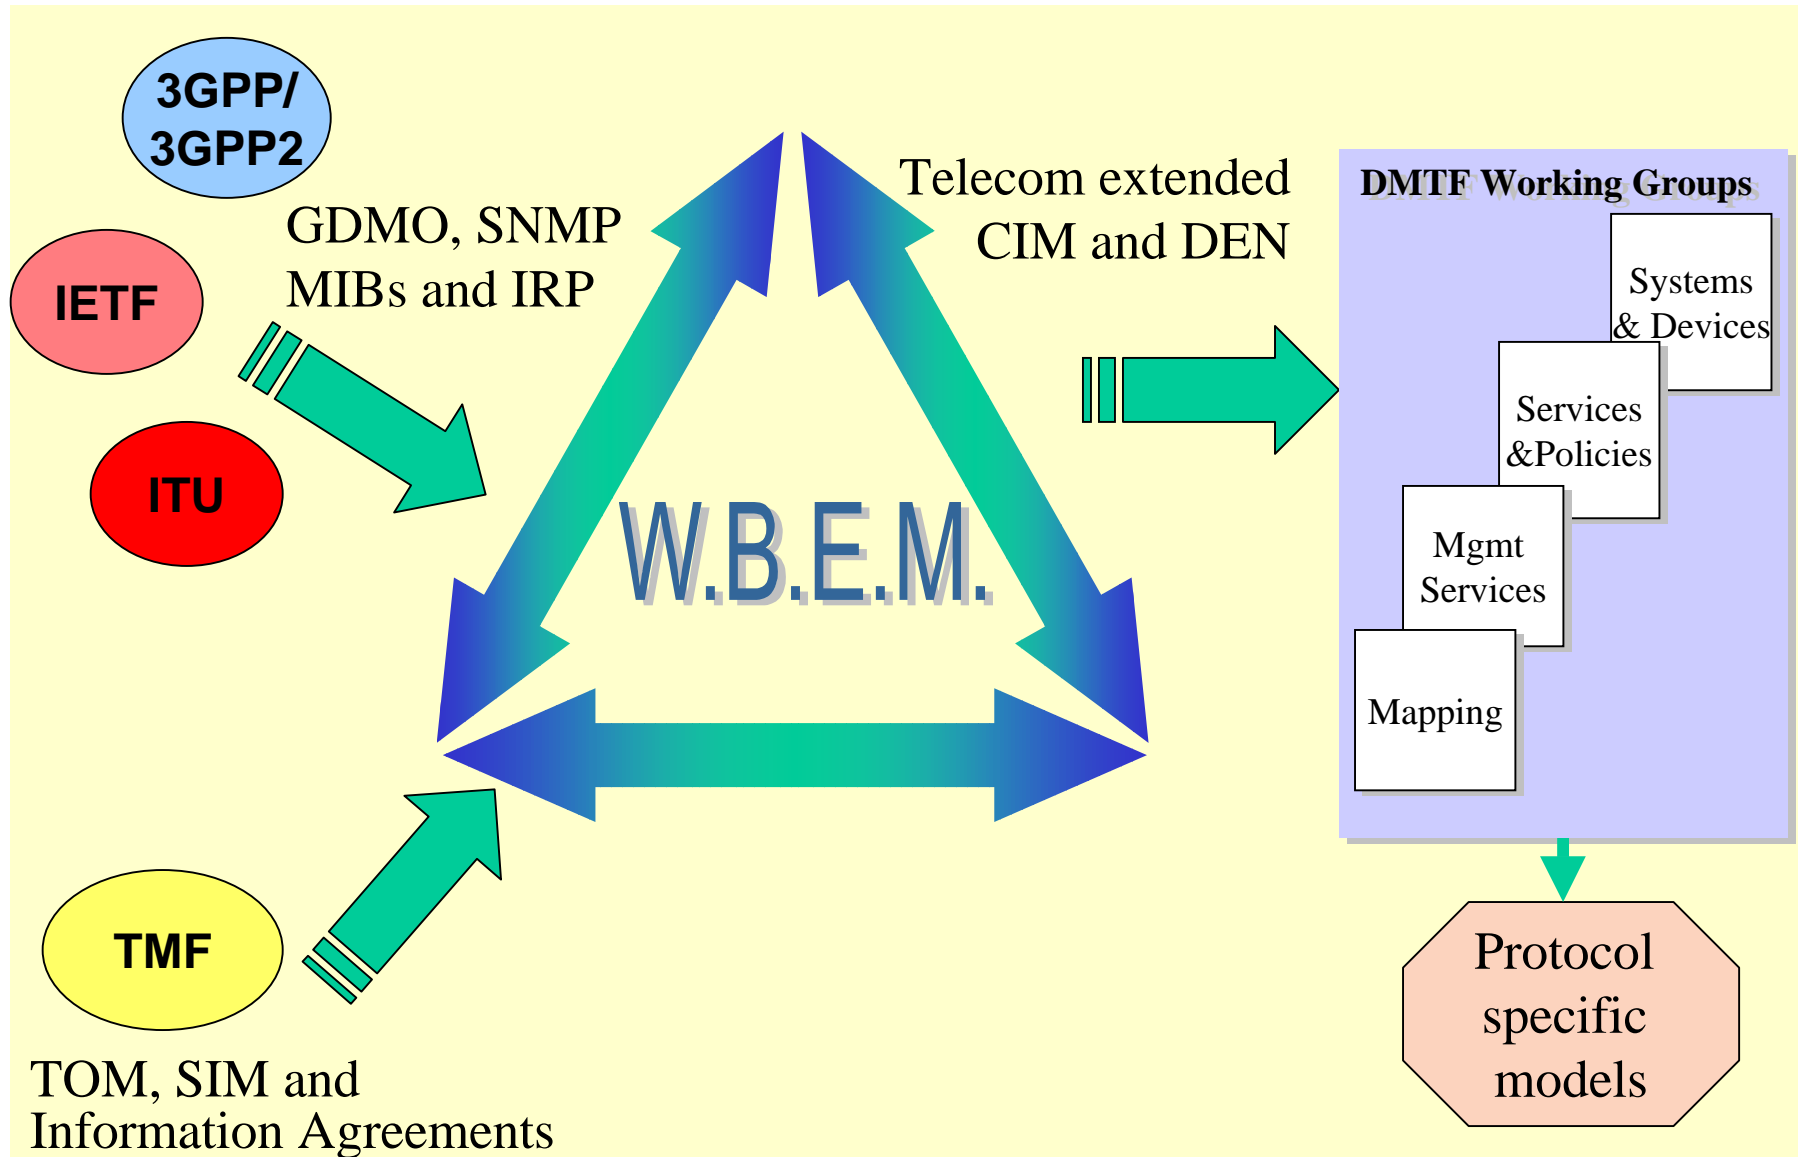 3GPP/
3GPP2
GDMO, SNMP
MIBs and IRP
IETF
ITU
TMF
TOM, SIM and
Information Agreements
W.B.E.M.
Telecom extended
CIM and DEN
DMTF Working Groups
Systems
& Devices
Services
&Policies
Mgmt
Services
Mapping
Protocol
specific
models